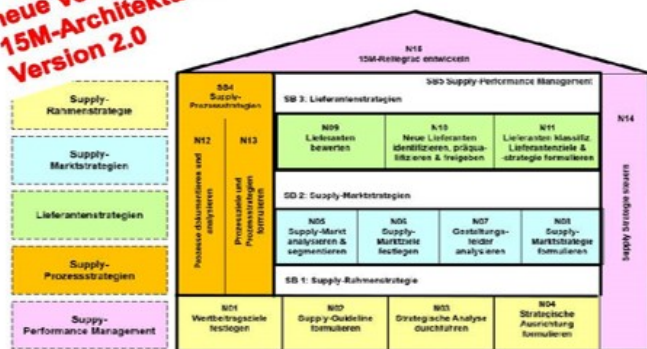 neue
15M-Architektu
Version 2.0
N15
15M-Reifegrad entwickeln
Supply-
Rahmenstrategie
Supply-
Marktstrategien
Lieferantenstrategien
Supply-
Prozessstrategien
Suppy-
Performance Management
SB4
Supply-
Prozessstrategien
N12
Prozesse dokumentieren und
analysieren
N13
Prozessziele und
Prozessstrategien
formulieren
SB5 Supply-Performance Management:
SB 3: Lieferantenstrategien
N09
Lieferanten
bewerten
N10
Neue Lieferanten
identifizieren, präqua-
lifizieren & freigeben
N11
Lieferanten klassifiz.
Lieferantenziele &
-strategie formulieren
SB 2: Supply-Marktstrategien
N05
Supply-Markt
analysieren &
segmentieren
N06
Supply-
Marktziele
festlegen
N07
Gestaltungs-
felder
analysieren
N08
Supply-
Marktstrategie
formulieren
SB 1: Supply-Rahmenstrategie
N01
Wertbeitragsziele
festlegen
N02
Supply-Guideline
formulieren
N03
Strategische Analyse
durchführen
N04
Strategische
Ausrichtung
formulieren
N14
Supply Strategie steuern